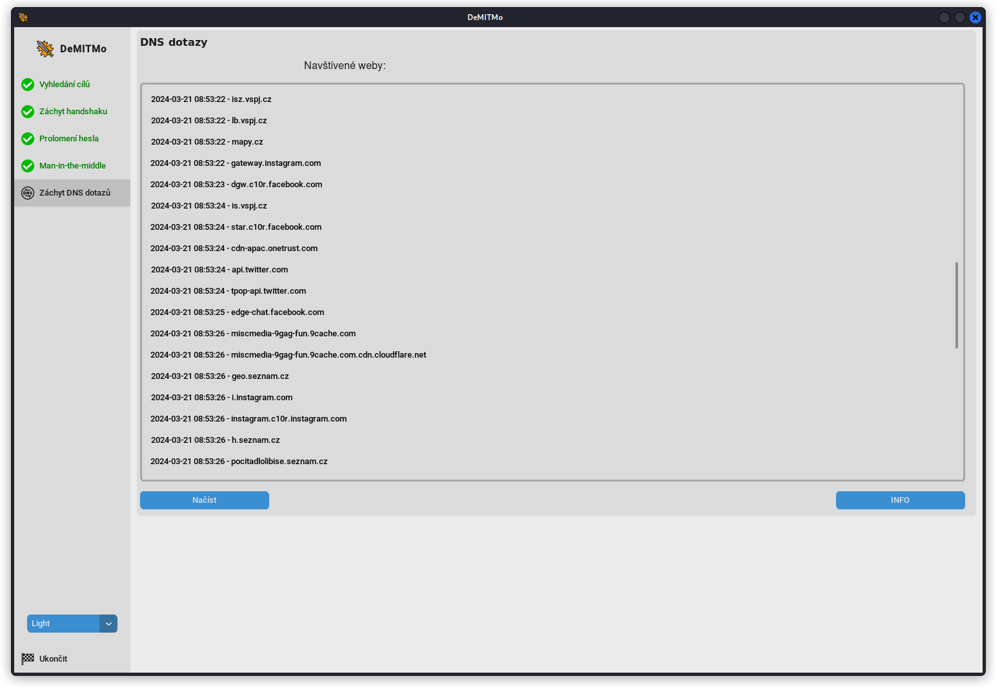 DeMITMo
DeMITMo
Vyhledání cílů
Záchyt handshaku
Prolomení hesla
Man-in-the-middle
DNS
Záchyt DNS dotazů
Light
Ukončit
DNS dotazy
Navštívené weby:
2024-03-21 08:53:22 - isz.vspj.cz
2024-03-21 08:53:22 - lb.vspj.cz
2024-03-21 08:53:22 - mapy.cz
2024-03-21 08:53:22 - gateway.instagram.com
2024-03-21 08:53:23 - dgw.c10r.facebook.com
2024-03-21 08:53:24 - is.vspj.cz
2024-03-21 08:53:24 - star.c10r.facebook.com
2024-03-21 08:53:24 - cdn-apac.onetrust.com
2024-03-21 08:53:24 - api.twitter.com
2024-03-21 08:53:24 - tpop-api.twitter.com
2024-03-21 08:53:25 - edge-chat.facebook.com
2024-03-21 08:53:26 - miscmedia-9gag-fun.9cache.com
2024-03-21 08:53:26 - miscmedia-9gag-fun.9cache.com.cdn.cloudflare.net
2024-03-21 08:53:26 - geo.seznam.cz
2024-03-21 08:53:26 - i.instagram.com
2024-03-21 08:53:26 - instagram.c10r.instagram.com
2024-03-21 08:53:26 - h.seznam.cz
2024-03-21 08:53:26 - pocitadlolibise.seznam.cz
Načíst
INFO